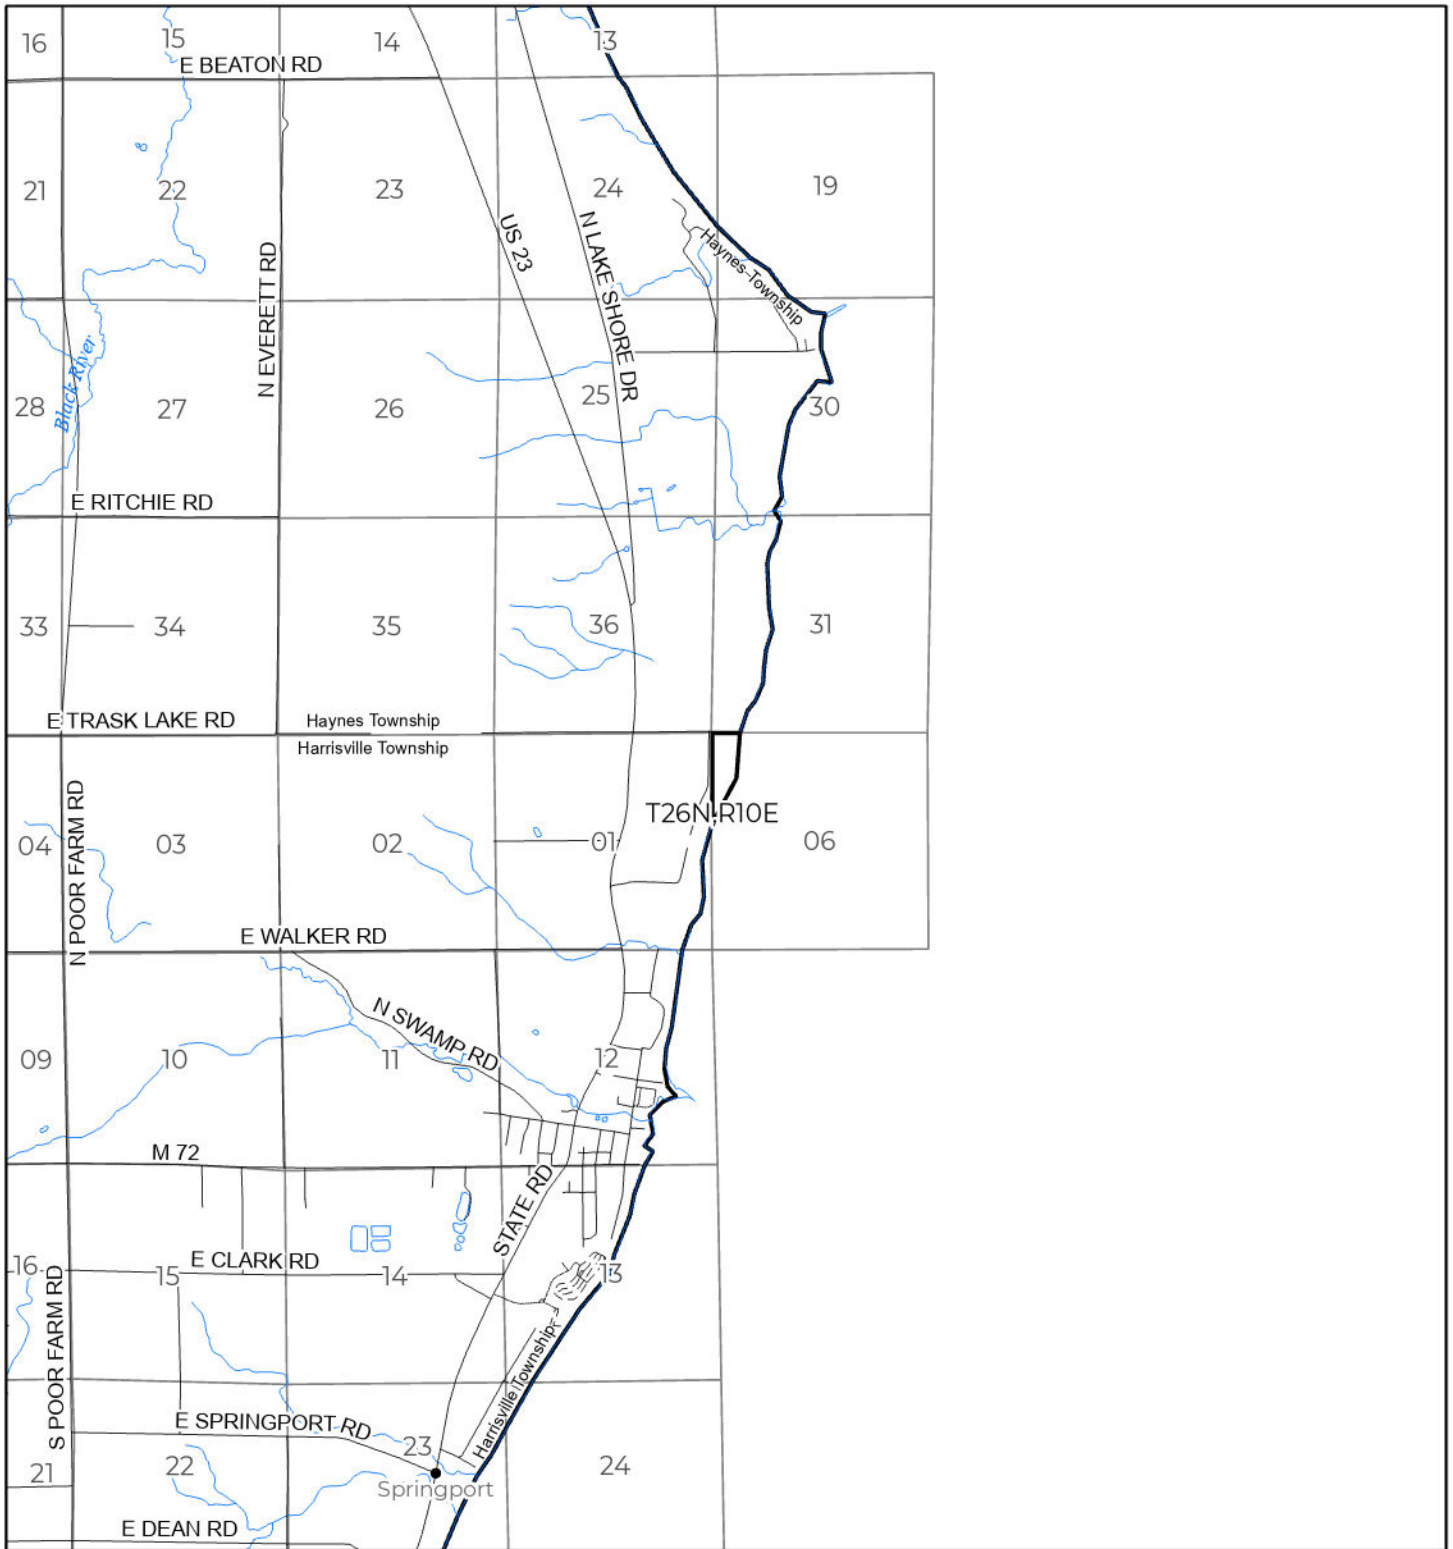 16
15
14
13
E BEATON RD
21
22
23
24
19
N EVERETT RD
US 23
N LAKE SHORE DR
Haynes Township
Black River
28
27
26
25
30
E RITCHIE RD
33
34
35
36
31
E TRASK LAKE RD
Haynes Township
Harrisville Township
T26N R10E
N POOR FARM RD
04
03
02
01
06
E WALKER RD
N SWAMP RD
09
10
11
12
M 72
STATE RD
E CLARK RD
16
15
14
13
S POOR FARM RD
Harrisville Township
E SPRINGPORT RD
21
22
23
24
Springport
E DEAN RD